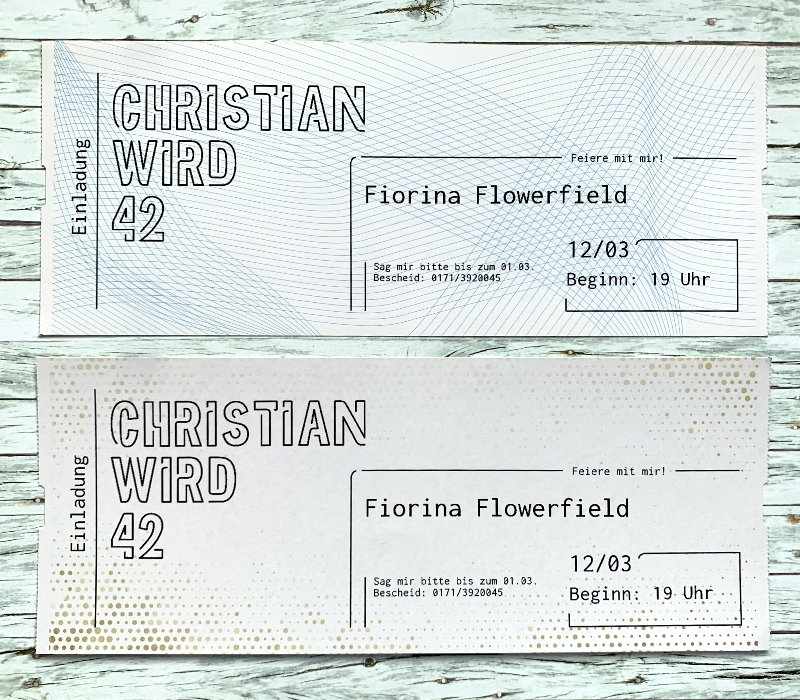 Einladung
CHRISTIAN
WIRD
42
Feiere mit mir!
Fiorina Flowerfield
12/03
Sag mir bitte bis zum 01.03.
Bescheid: 0171/3920045
Beginn: 19 Uhr
Einladung
CHRISTIAN
WIRD
42
Feiere mit mir!
Fiorina Flowerfield
12/03
Sag mir bitte bis zum 01.03.
Bescheid: 0171/3920045
Beginn: 19 Uhr